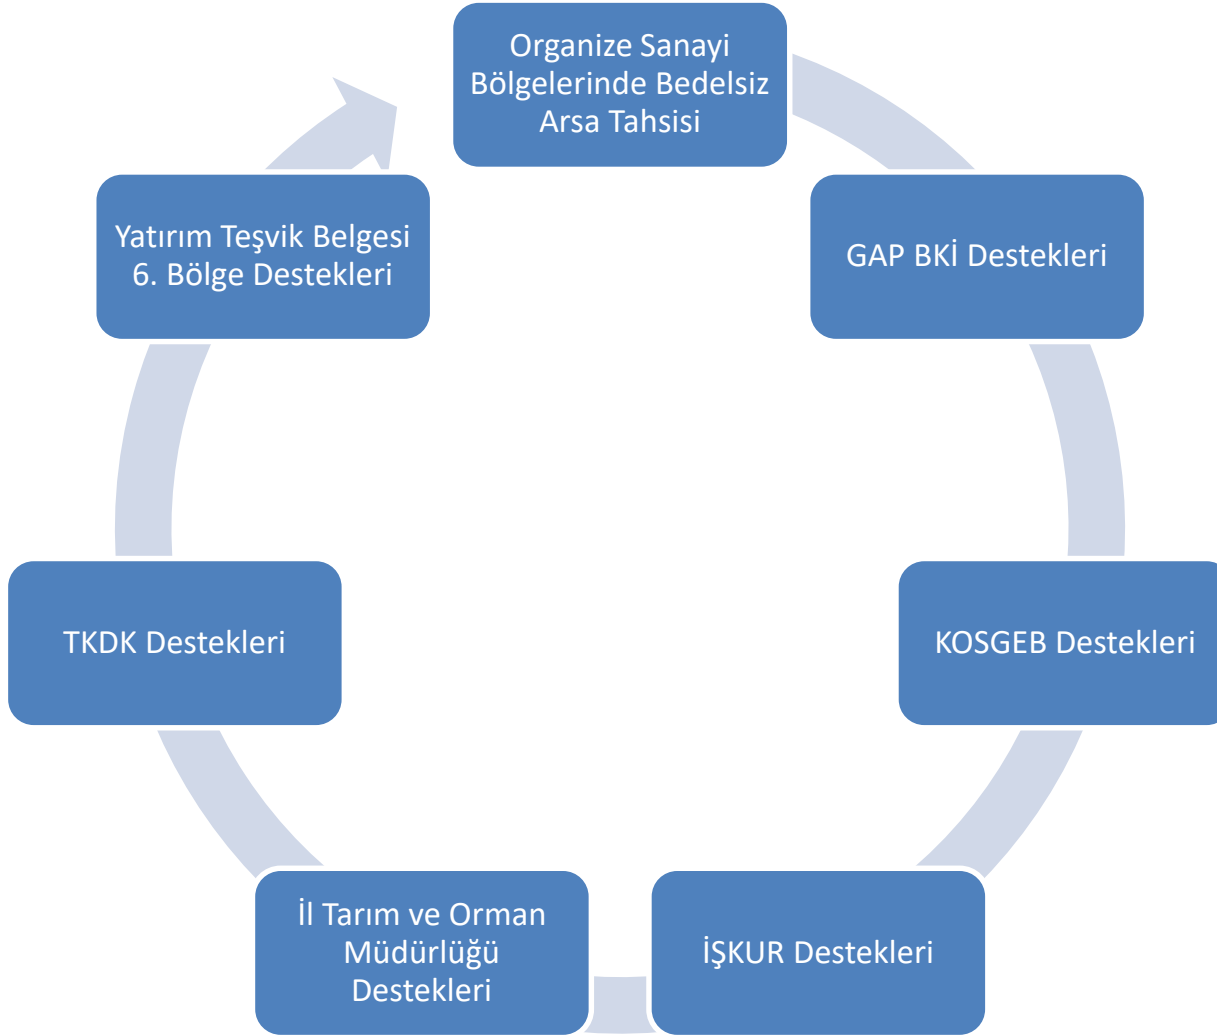 Organize Sanayi
Bölgelerinde Bedelsiz
Arsa Tahsisi
GAP BKİ Destekleri
KOSGEB Destekleri
İŞKUR Destekleri
İl Tarım ve Orman
Müdürlüğü
Destekleri
TKDK Destekleri
Yatırım Teşvik Belgesi
6. Bölge Destekleri